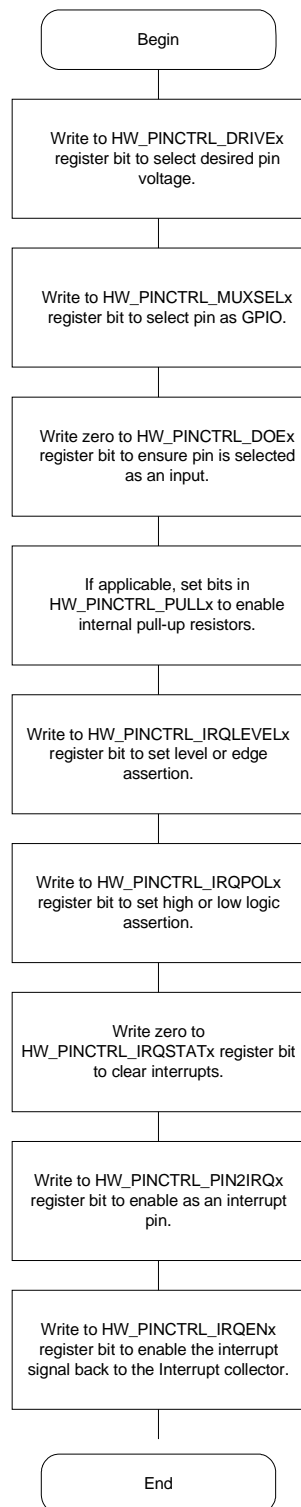 Begin
Write to HW_PINCTRL_DRIVEx
register bit to select desired pin
voltage.
Write to HW_PINCTRL_MUXSELx
register bit to select pin as GPIO.
Write zero to HW_PINCTRL_DOEx
register bit to ensure pin is selected
as an input.
If applicable, set bits in
HW_PINCTRL_PULLx to enable
internal pull-up resistors.
Write to HW_PINCTRL_IRQLEVELx
register bit to set level or edge
assertion.
Write to HW_PINCTRL_IRQPOLx
register bit to set high or low logic
assertion.
Write zero to
HW_PINCTRL_IRQSTATx register bit
to clear interrupts.
Write to HW_PINCTRL_PIN2IRQx
register bit to enable as an interrupt
pin.
Write to HW_PINCTRL_IRQENx
register bit to enable the interrupt
signal back to the Interrupt collector.
End